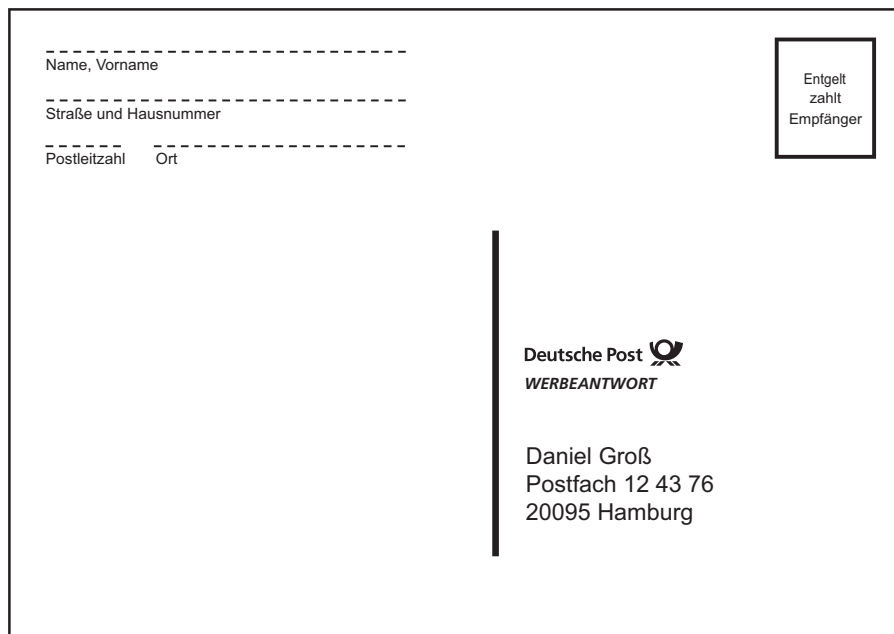 Name, Vorname
Straße und Hausnummer
Postleitzahl Ort
Entgelt
zahlt
Empfänger
Deutsche Post
WERBEANTWORT
Daniel Groß
Postfach 12 43 76
20095 Hamburg